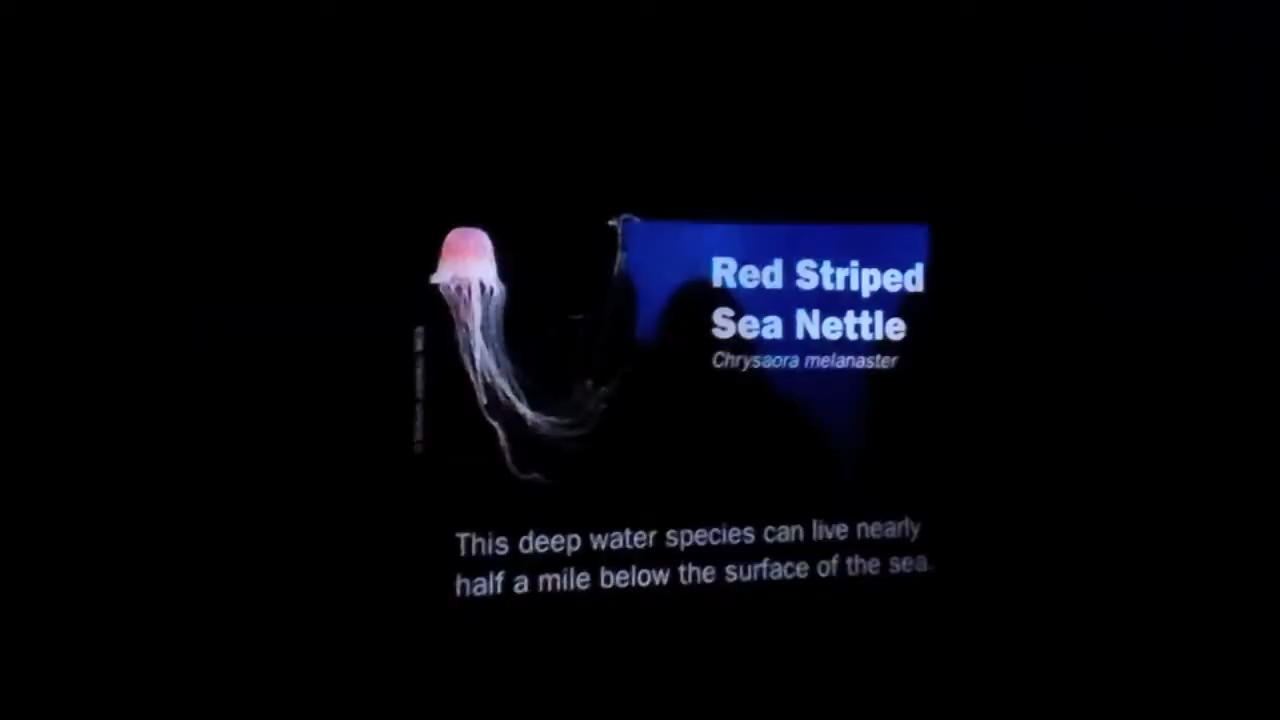 Red Striped
Sea Nettle
Chrysaora melanaster
This deep water species can live nearly
half a mile below the surface of the sea.